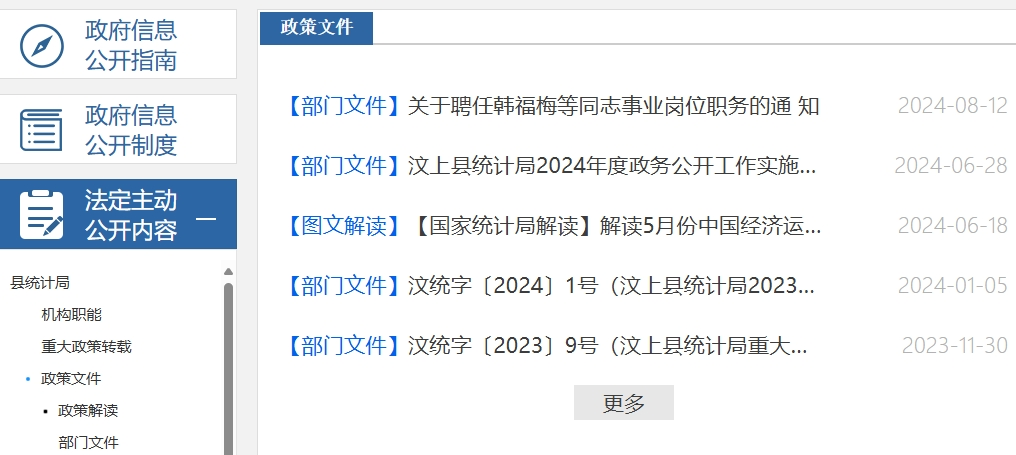 政府信息
公开指南
政府信息
公开制度
法定主动
公开内容
县统计局
机构职能
重大政策转载
政策文件
政策解读
部门文件
政策文件
【部门文件】关于聘任韩福梅等同志事业岗位职务的通 知 2024-08-12
【部门文件】汶上县统计局2024年度政务公开工作实施... 2024-06-28
【图文解读】【国家统计局解读】解读5月份中国经济运... 2024-06-18
【部门文件】汶统字〔2024〕1号（汶上县统计局2023... 2024-01-05
【部门文件】汶统字〔2023〕9号（汶上县统计局重大... 2023-11-30
更多